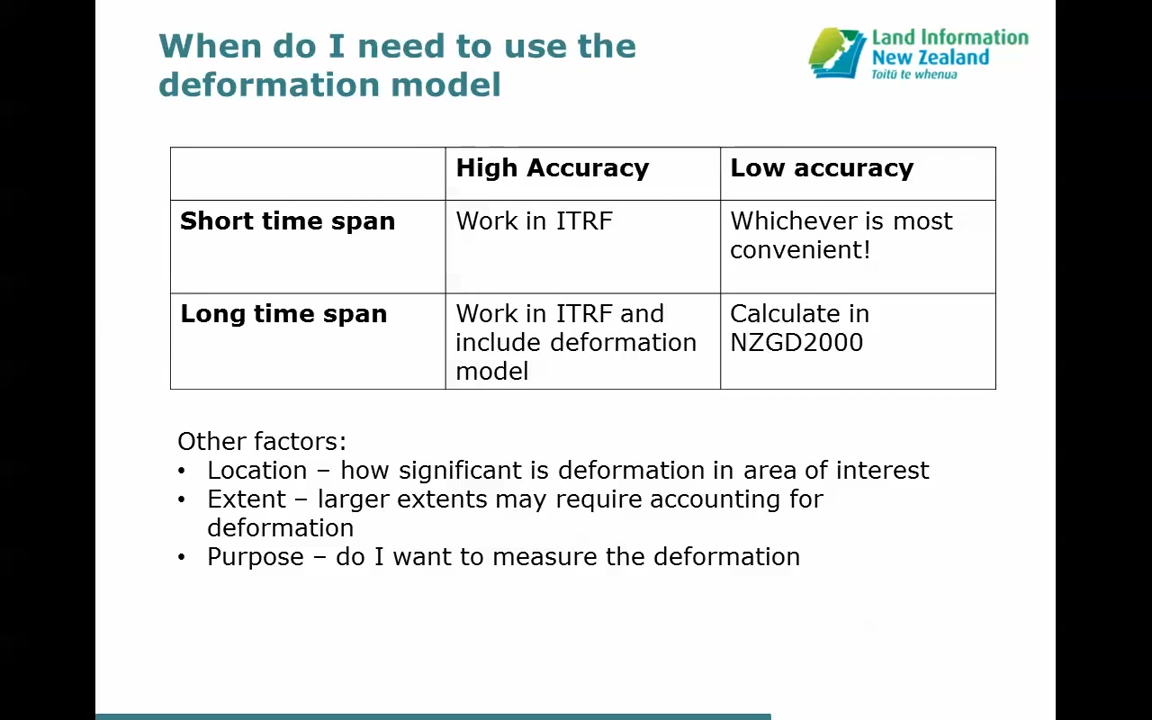 When do I need to use the
deformation model
Land Information
New Zealand
Toitū te whenua
High Accuracy
Low accuracy
Short time span
Work in ITRF
Whichever is most
convenient!
Long time span
Work in ITRF and
include deformation
model
Calculate in
NZGD2000
Other factors:
• Location – how significant is deformation in area of interest
• Extent – larger extents may require accounting for
deformation
• Purpose – do I want to measure the deformation